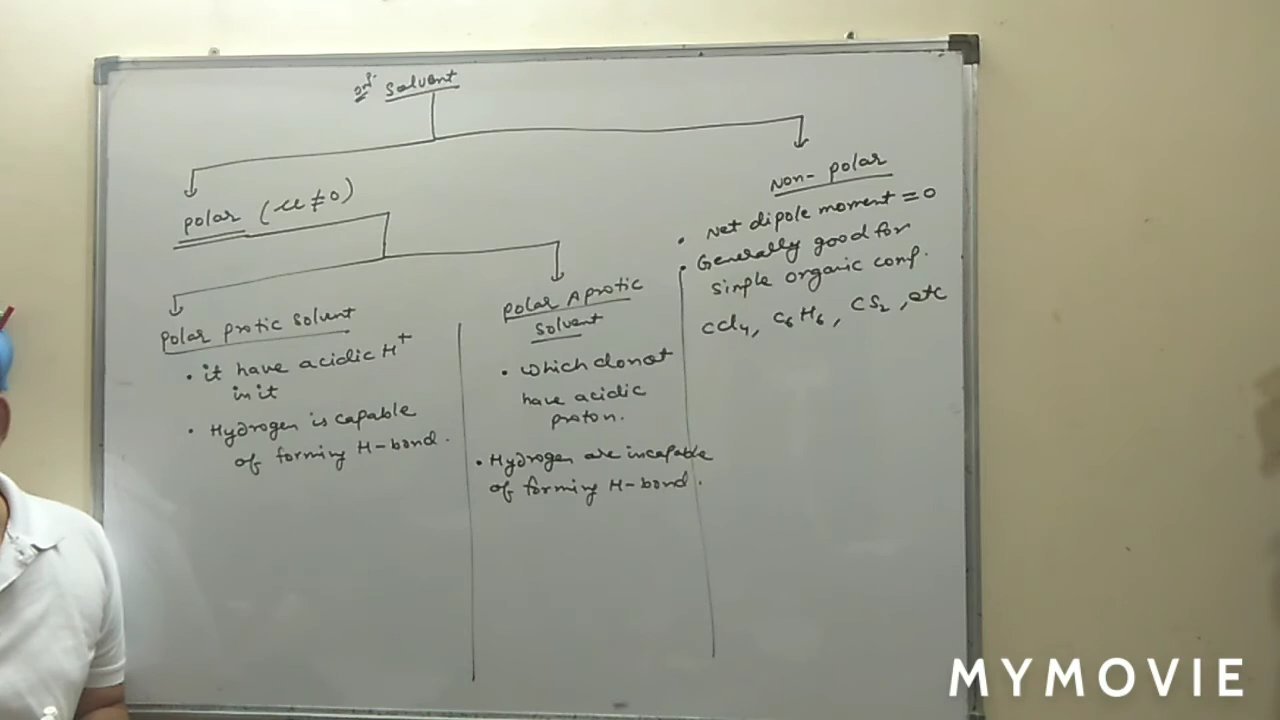 Solvent
polar (μ ≠ 0)
Non-polar
• Net dipole moment = 0
• Generally good for
simple organic comp.
CCl4, C6H6, CS2, etc
polar protic solvent
• it have acidic H+
in it
• Hydrogen is capable
of forming H-bond.
polar Aprotic
solvent
• which donot
have acidic
proton.
• Hydrogen are incapable
of forming H-bond.
MYMOVIE